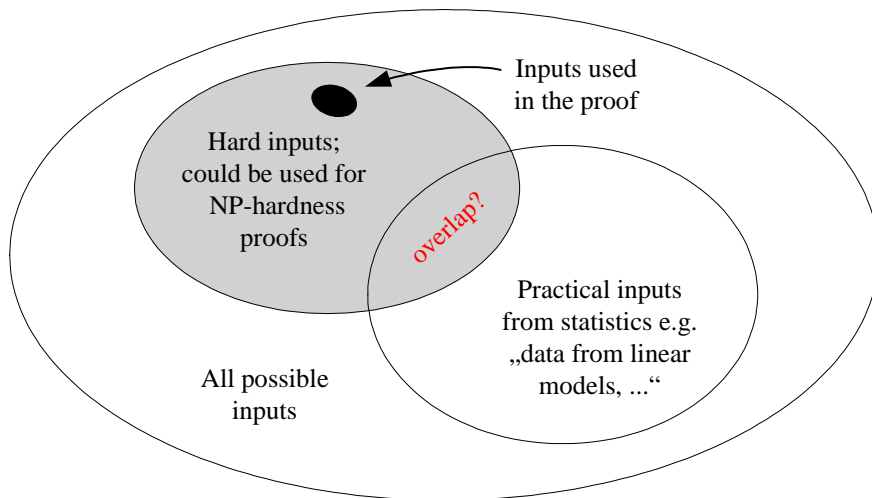 Inputs used
in the proof
Hard inputs;
could be used for
NP-hardness
proofs
overlap?
Practical inputs
from statistics e.g.
„data from linear
models, ...“
All possible
inputs